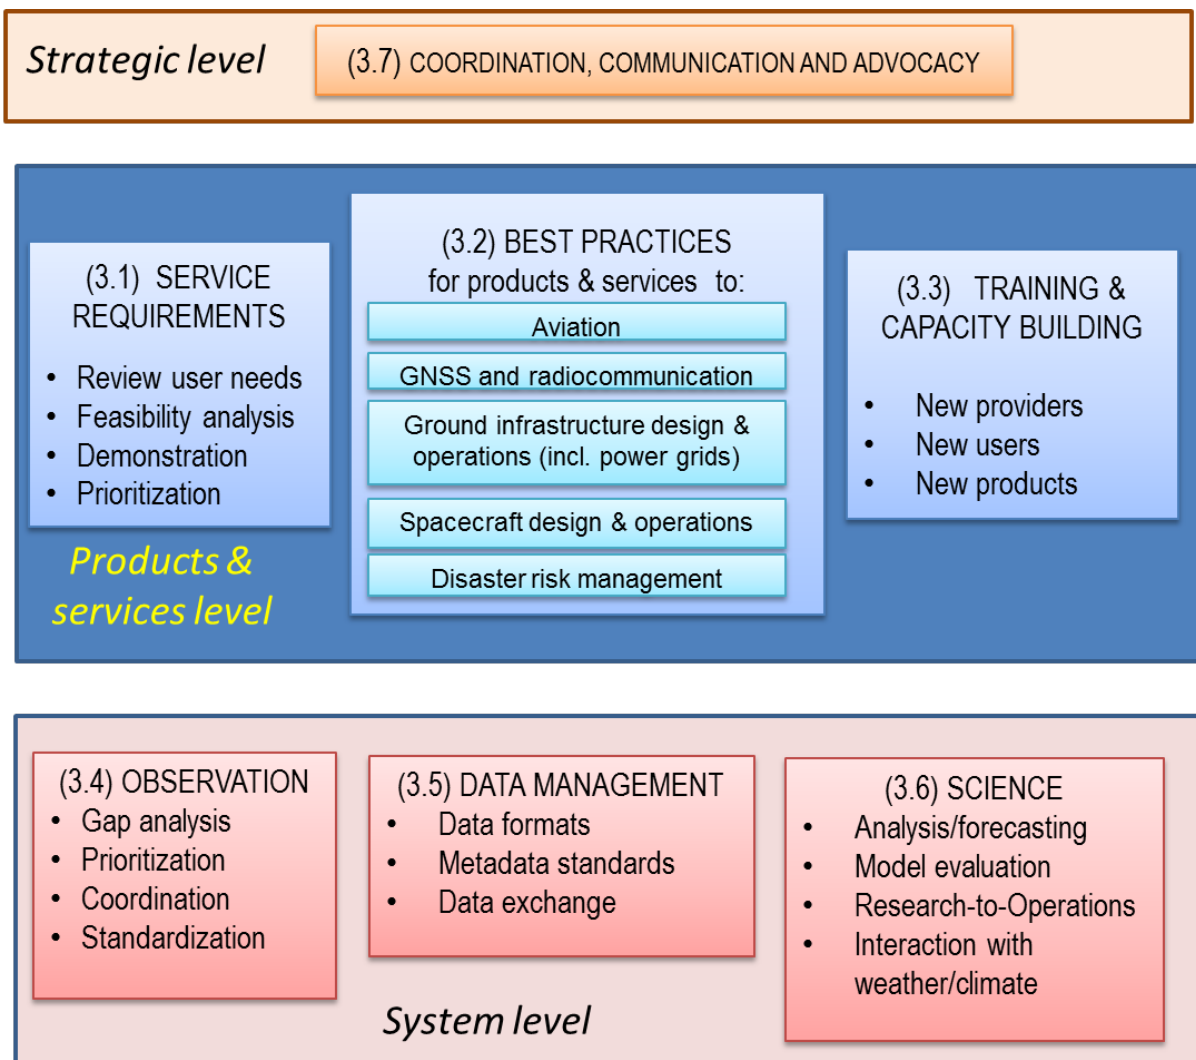 Strategic level
(3.7) COORDINATION, COMMUNICATION AND ADVOCACY
(3.1) SERVICE
REQUIREMENTS
• Review user needs
• Feasibility analysis
• Demonstration
• Prioritization
Products &
services level
(3.2) BEST PRACTICES
for products & services to:
Aviation
GNSS and radiocommunication
Ground infrastructure design &
operations (incl. power grids)
Spacecraft design & operations
Disaster risk management
(3.3) TRAINING &
CAPACITY BUILDING
• New providers
• New users
• New products
(3.4) OBSERVATION
• Gap analysis
• Prioritization
• Coordination
• Standardization
(3.5) DATA MANAGEMENT
• Data formats
• Metadata standards
• Data exchange
(3.6) SCIENCE
• Analysis/forecasting
• Model evaluation
• Research-to-Operations
• Interaction with
weather/climate
System level